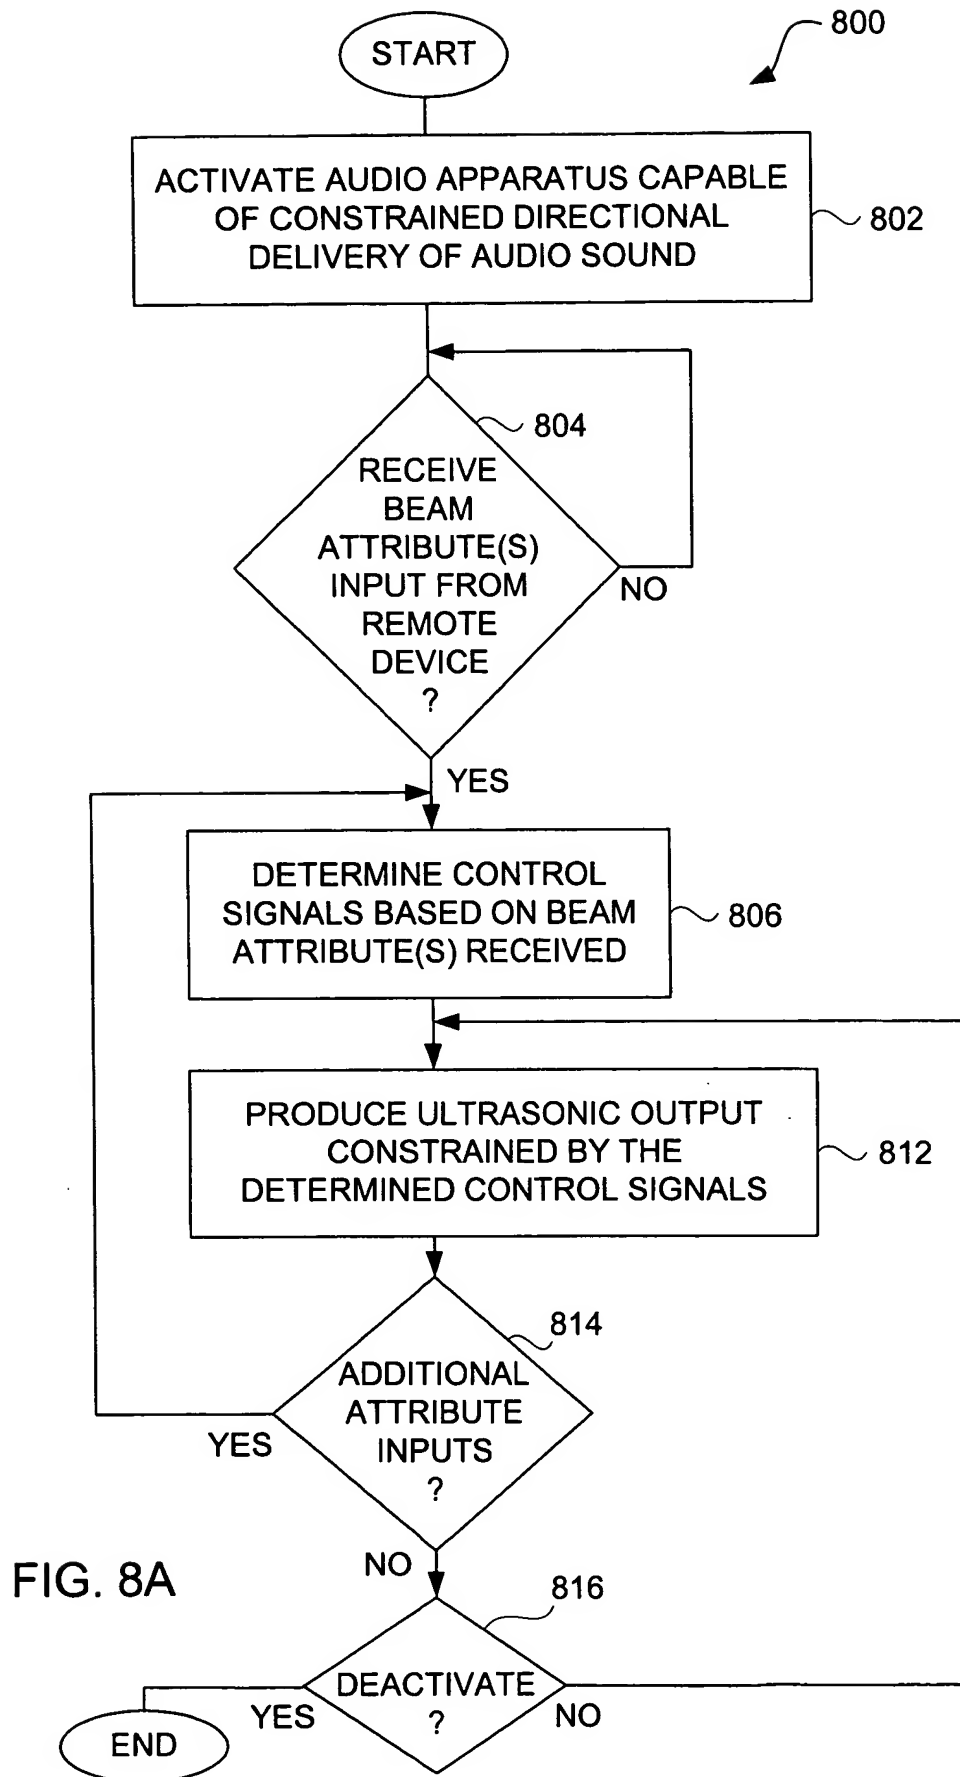 800
START
ACTIVATE AUDIO APPARATUS CAPABLE
OF CONSTRAINED DIRECTIONAL
DELIVERY OF AUDIO SOUND
802
804
RECEIVE
BEAM
ATTRIBUTE(S)
INPUT FROM
REMOTE
DEVICE
?
NO
YES
DETERMINE CONTROL
SIGNALS BASED ON BEAM
ATTRIBUTE(S) RECEIVED
806
PRODUCE ULTRASONIC OUTPUT
CONSTRAINED BY THE
DETERMINED CONTROL SIGNALS
812
814
ADDITIONAL
ATTRIBUTE
INPUTS
?
YES
NO
FIG. 8A
816
DEACTIVATE
?
YES
NO
END